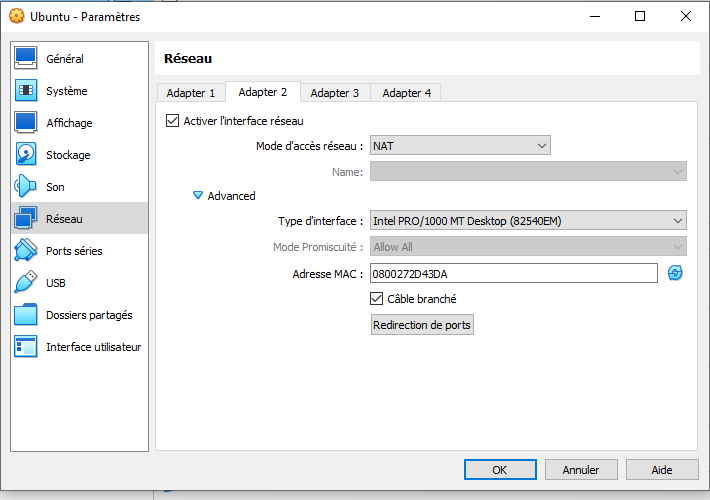 Ubuntu - Paramètres
Général
Système
Affichage
Stockage
Son
Réseau
Ports séries
USB
Dossiers partagés
Interface utilisateur
Réseau
Adapter 1 Adapter 2 Adapter 3 Adapter 4
Activer l'interface réseau
Mode d'accès réseau : NAT
Name:
Advanced
Type d'interface : Intel PRO/1000 MT Desktop (82540EM)
Mode Promiscuité : Allow All
Adresse MAC : 0800272D43DA
Câble branché
Redirection de ports
OK Annuler Aide